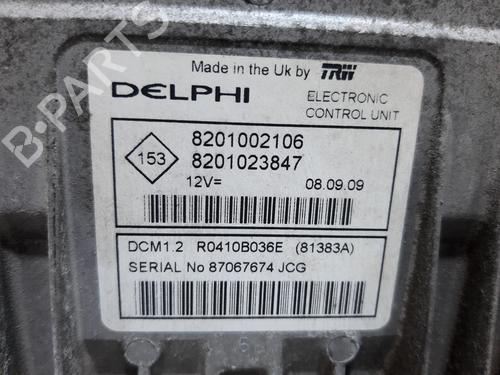 Made in the Uk by TRW
DELPHI
ELECTRONIC
CONTROL UNIT
153
8201002106
8201023847
12V=
08.09.09
DCM1.2 R0410B036E (81383A)
SERIAL No 87067674 JCG
B-PARTS